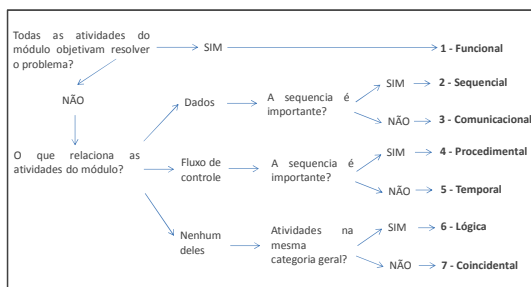 Todas as atividades do
módulo objetivam resolver
o problema?
SIM
1 - Funcional
NÃO
O que relaciona as
atividades do módulo?
Dados
A sequencia é
importante?
SIM
2 - Sequencial
NÃO
3 - Comunicacional
Fluxo de
controle
A sequencia é
importante?
SIM
4 - Procedimental
NÃO
5 - Temporal
Nenhum
deles
Atividades na
mesma
categoria geral?
SIM
6 - Lógica
NÃO
7 - Coincidental